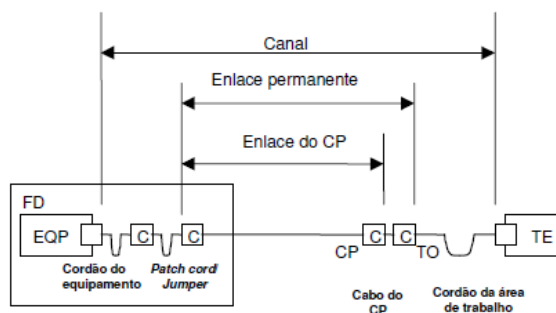 Canal
Enlace permanente
Enlace do CP
FD
EQP
C
C
CP
C
C
TO
TE
Cordão do
equipamento
Patch cord/
Jumper
Cabo do
CP
Cordão da área
de trabalho